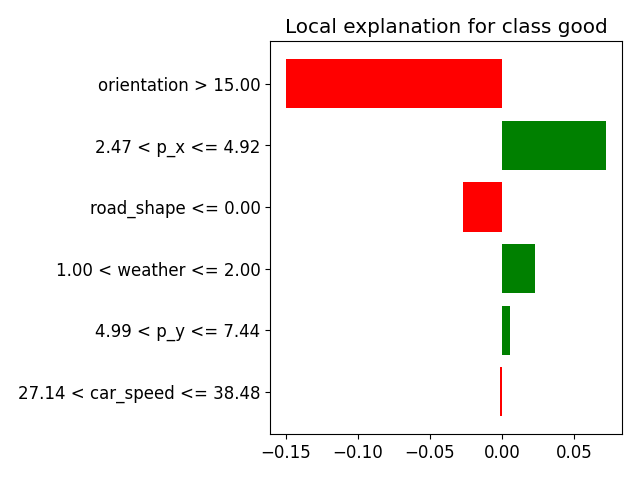 Local explanation for class good
orientation > 15.00
2.47 < p_x <= 4.92
road_shape <= 0.00
1.00 < weather <= 2.00
4.99 < p_y <= 7.44
27.14 < car_speed <= 38.48
−0.15 −0.10 −0.05 0.00 0.05